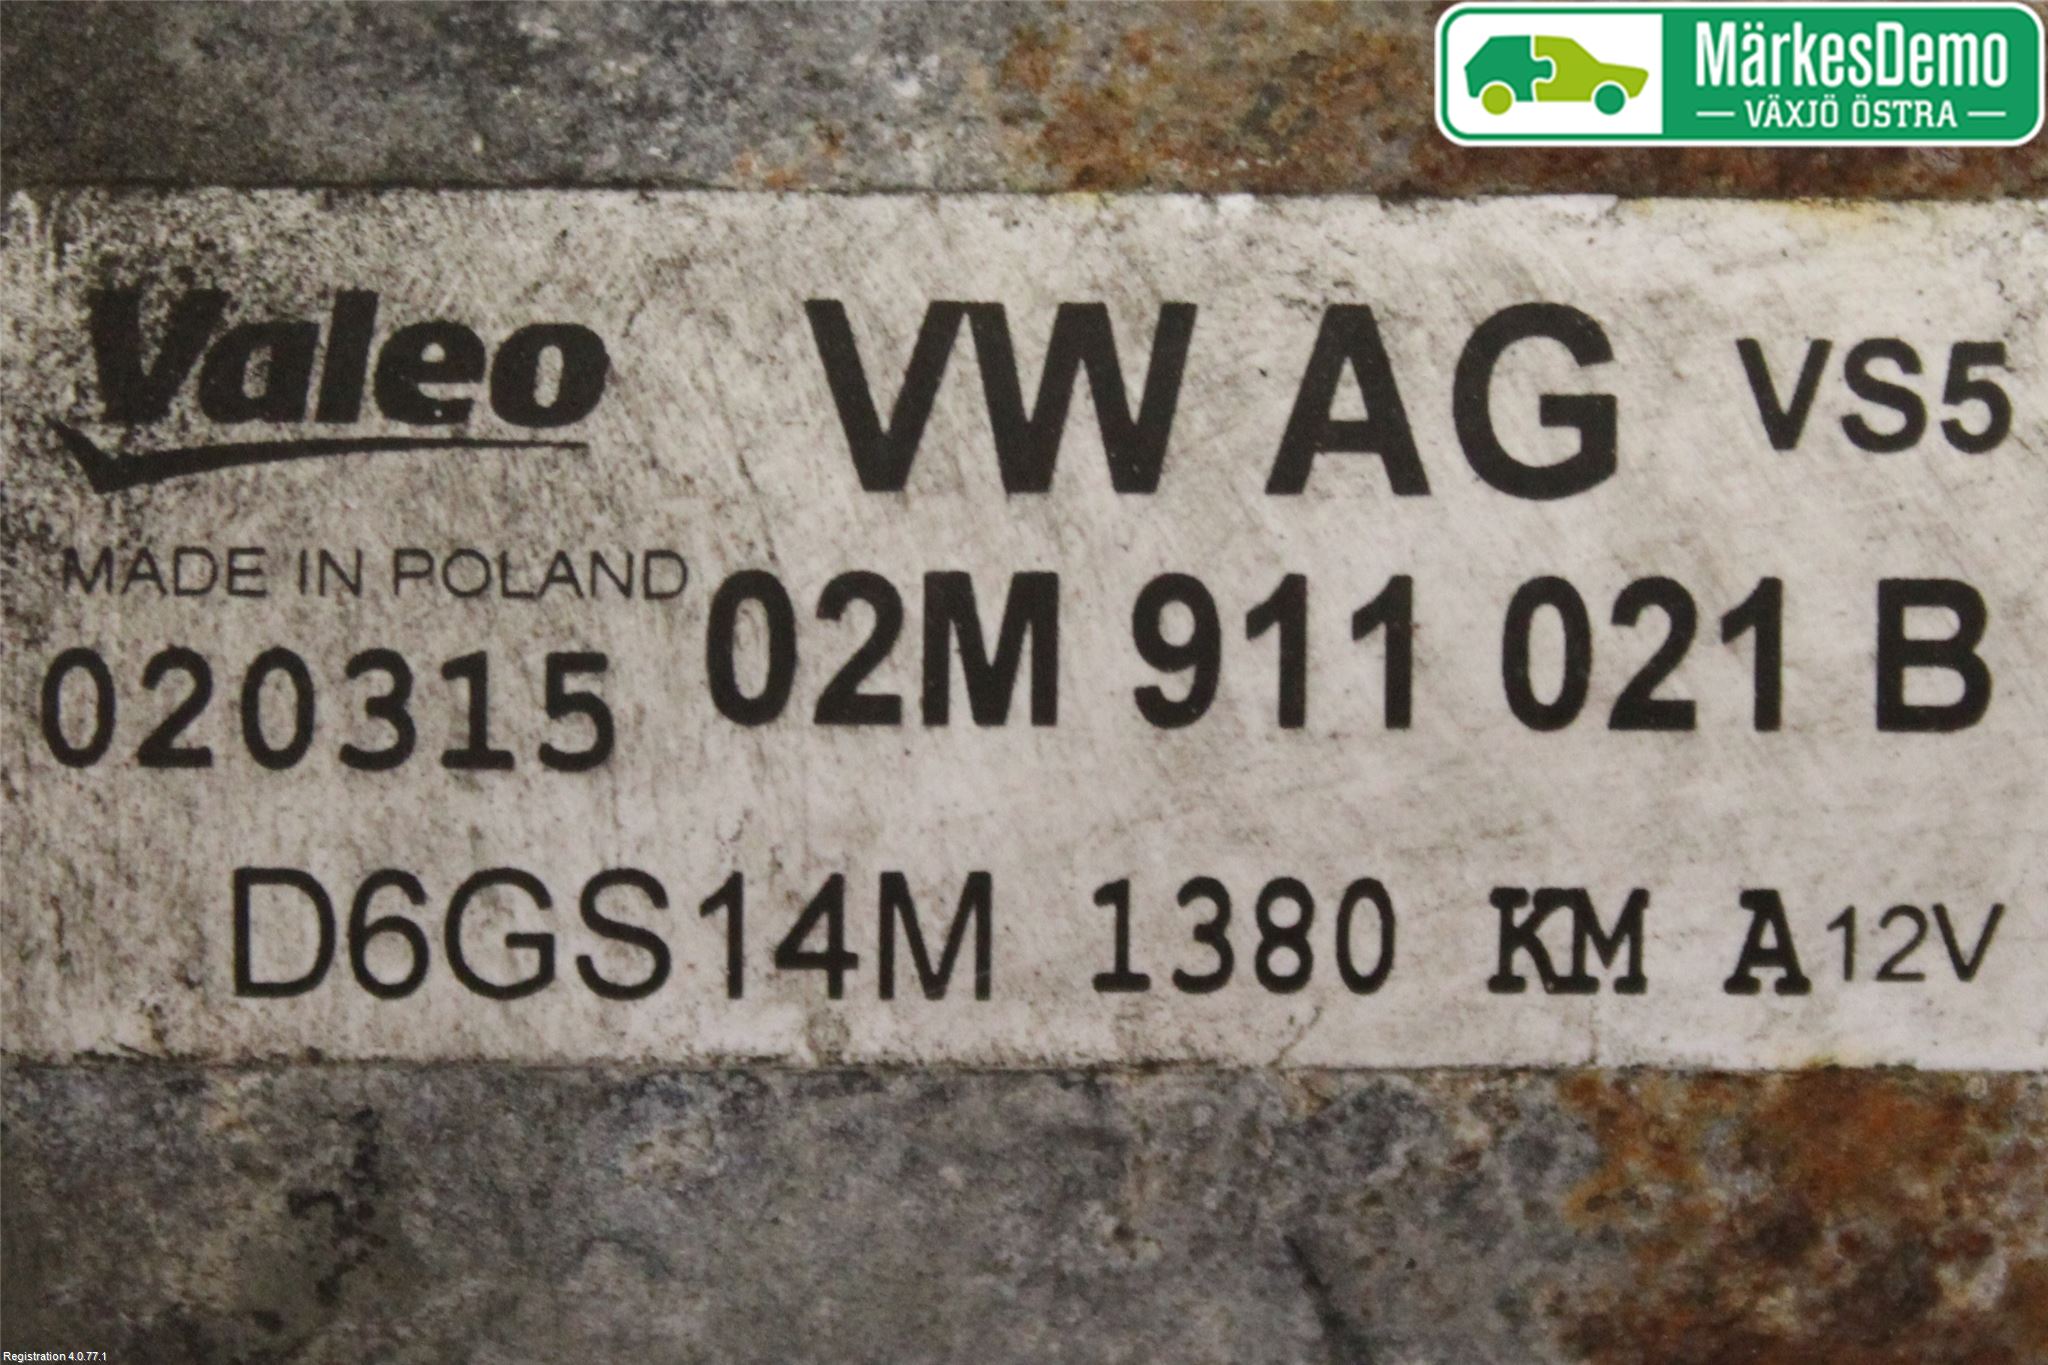 MärkesDemo
VÄXJÖ ÖSTRA
Valeo VW AG VS5
MADE IN POLAND
020315 02M 911 021 B
D6GS14M 1380 KM A 12V
Registration 4.0.77.1